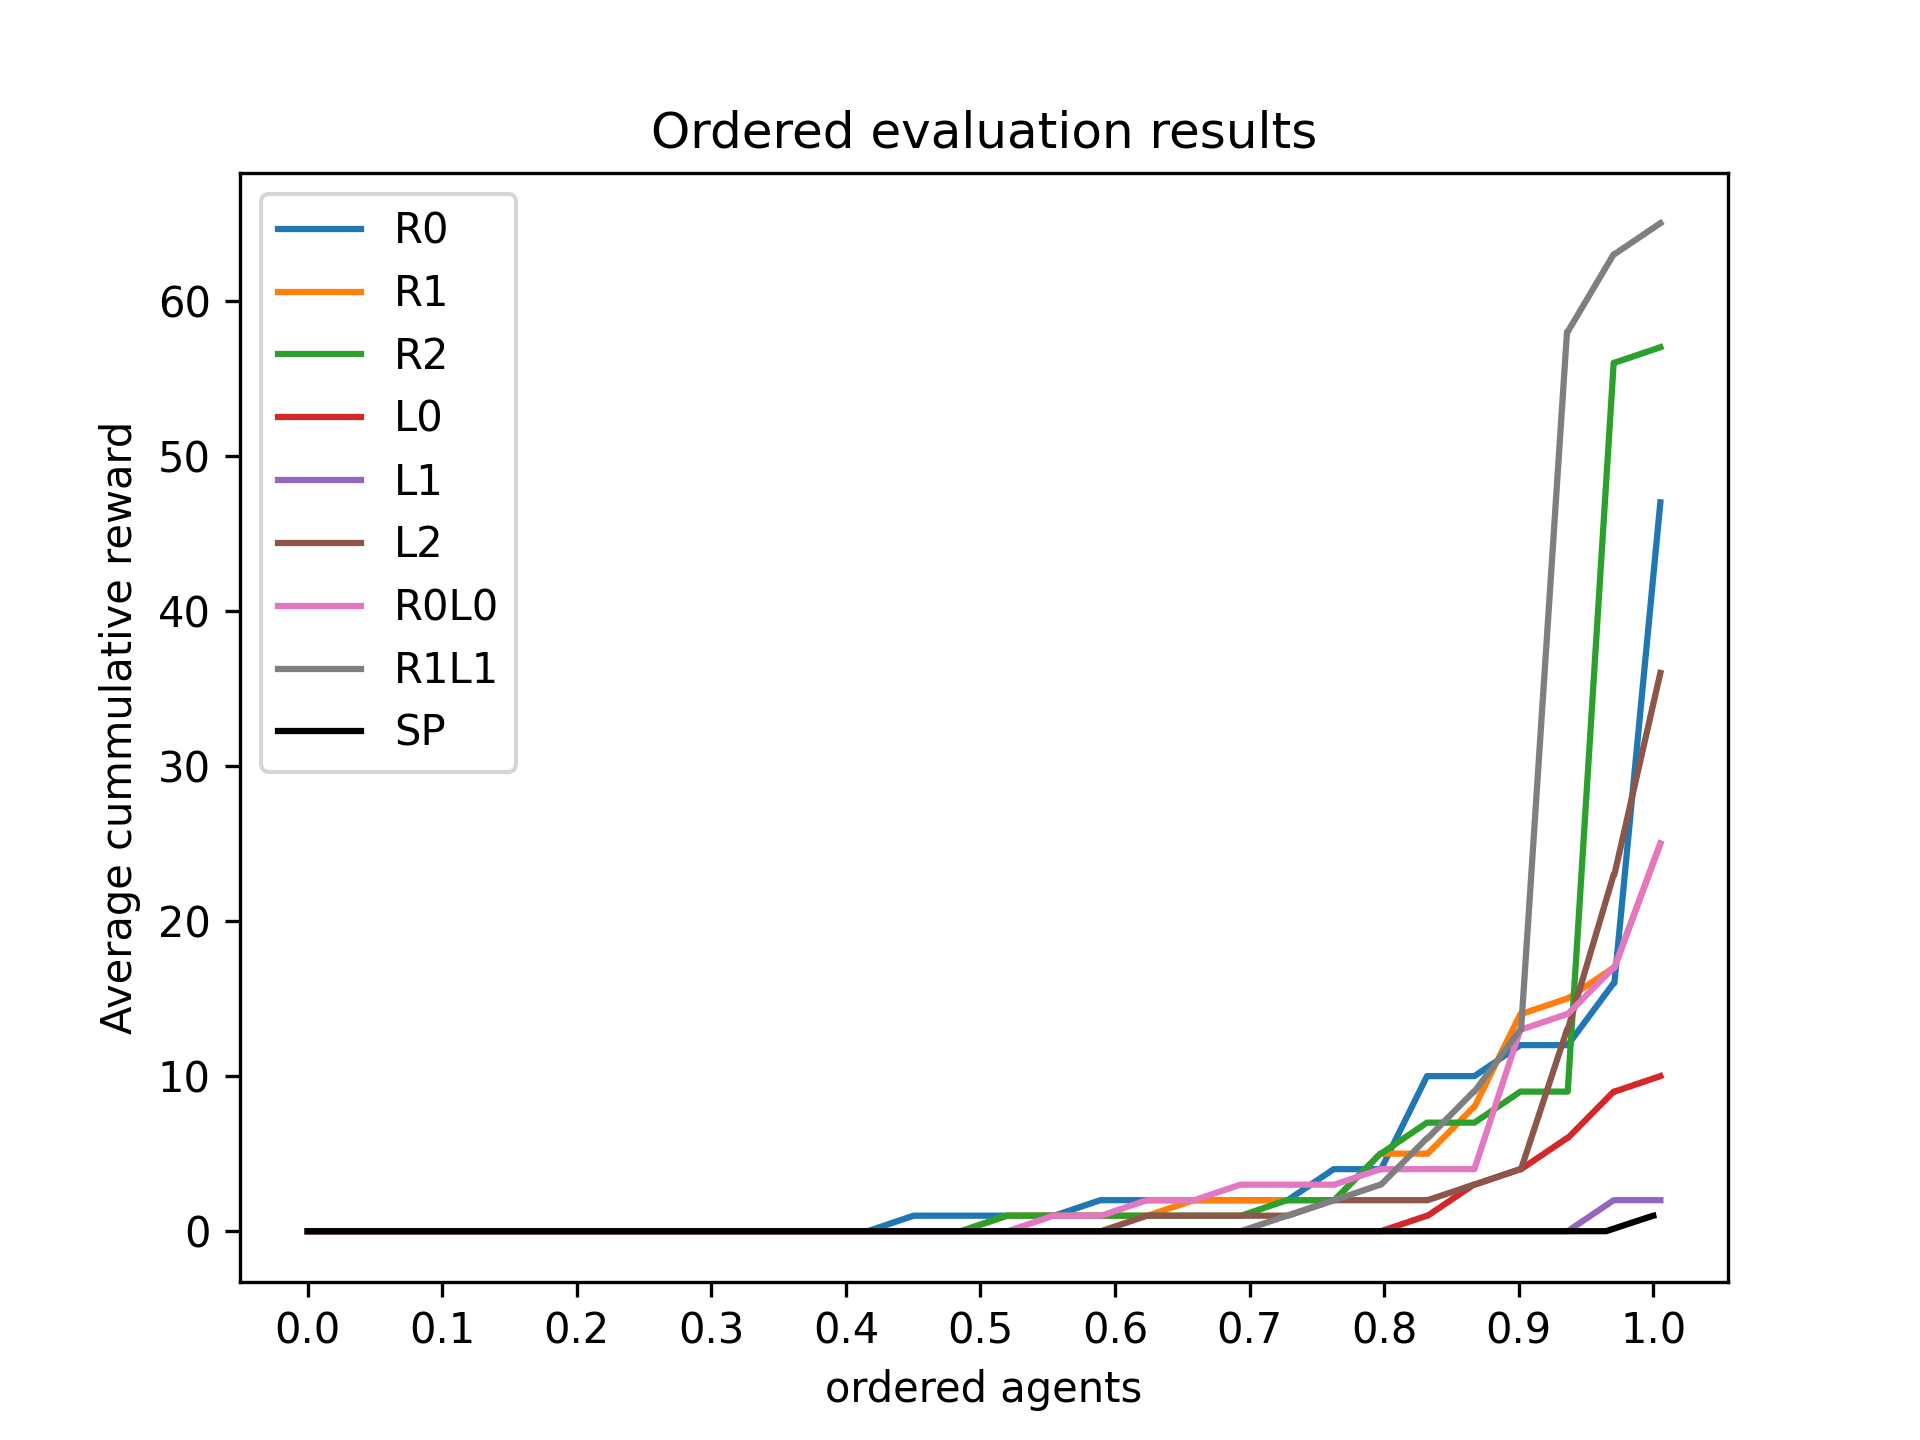 Ordered evaluation results
R0
R1
R2
L0
L1
L2
R0L0
R1L1
SP
Average cummulative reward
60
50
40
30
20
10
0
0.0 0.1 0.2 0.3 0.4 0.5 0.6 0.7 0.8 0.9 1.0
ordered agents